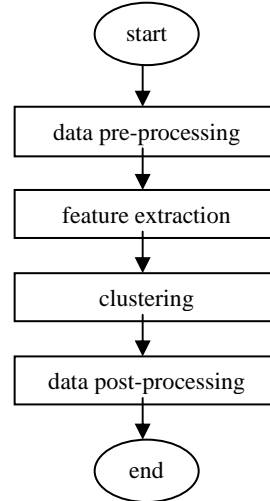 start
data pre-processing
feature extraction
clustering
data post-processing
end